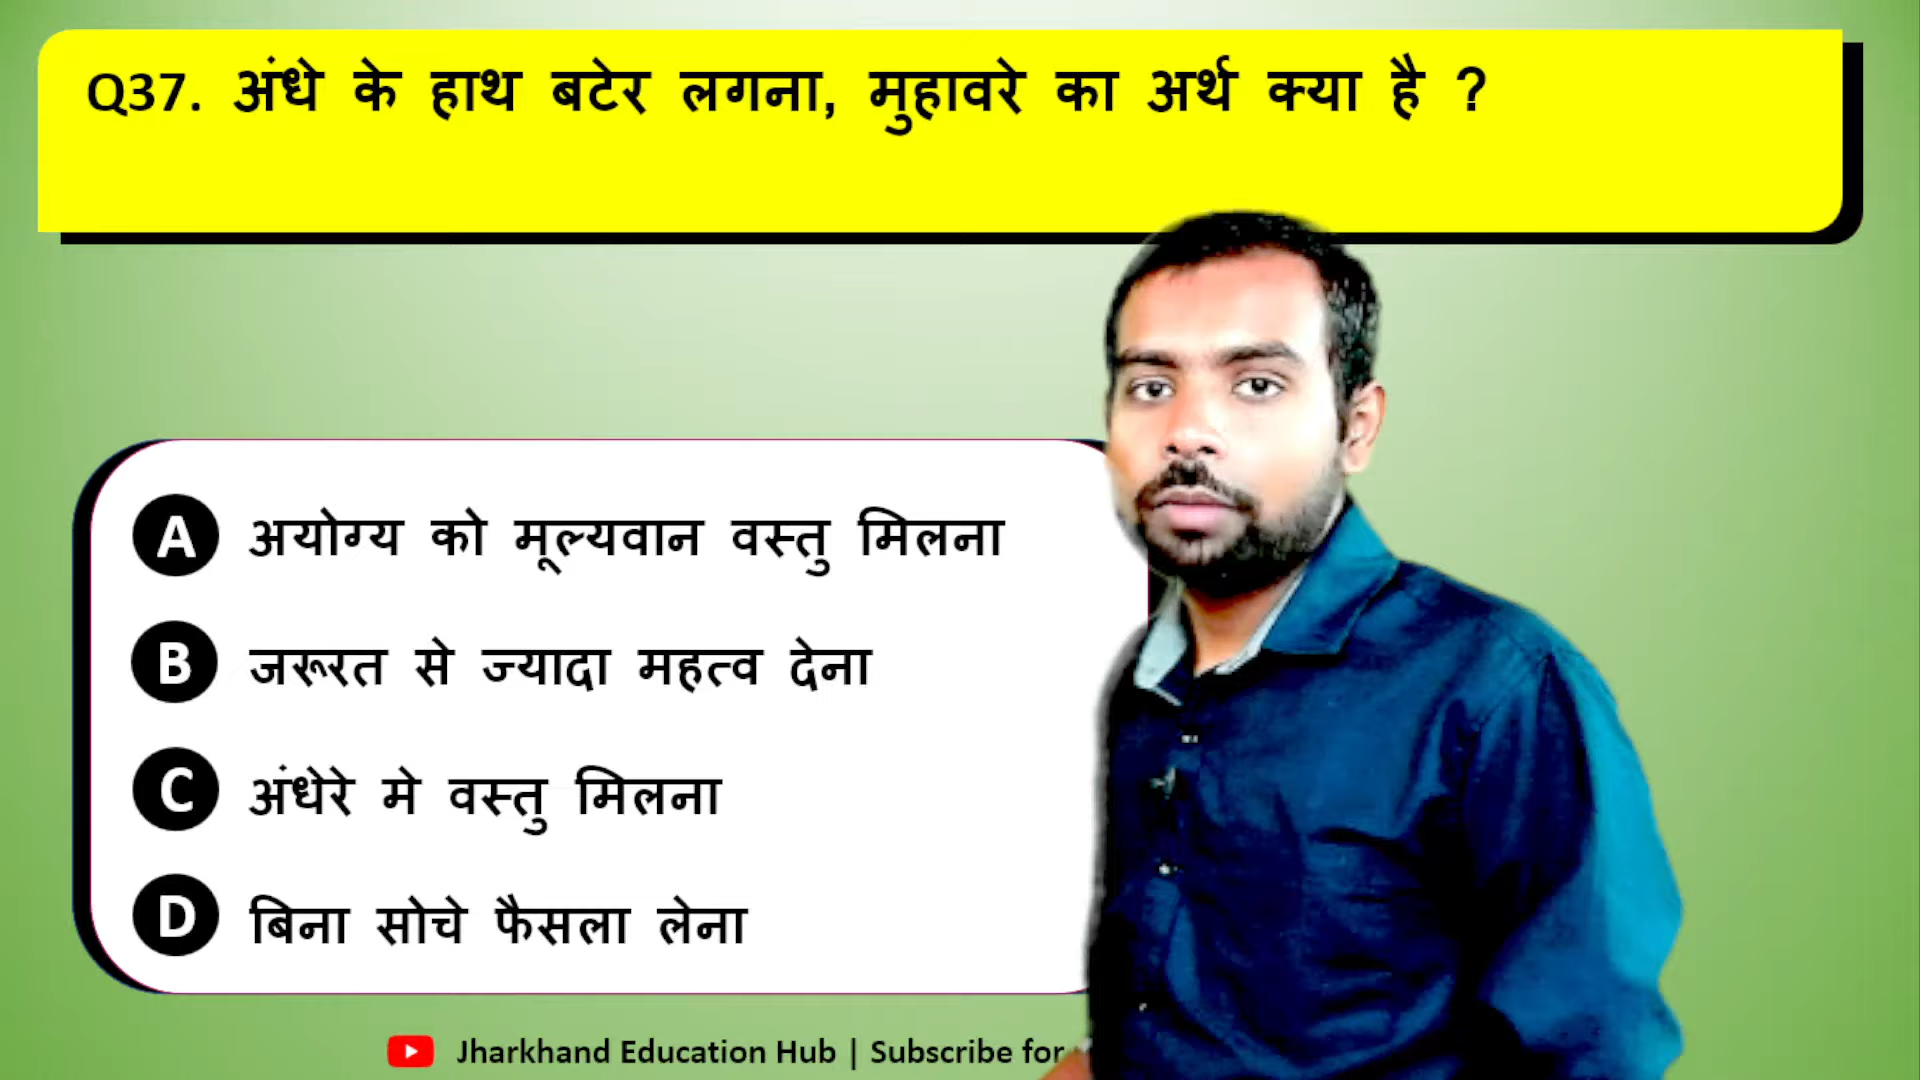 Q37. अंधे के हाथ बटेर लगना, मुहावरे का अर्थ क्या है ?
A अयोग्य को मूल्यवान वस्तु मिलना
B जरूरत से ज्यादा महत्व देना
C अंधेरे मे वस्तु मिलना
D बिना सोचे फैसला लेना
Jharkhand Education Hub | Subscribe for